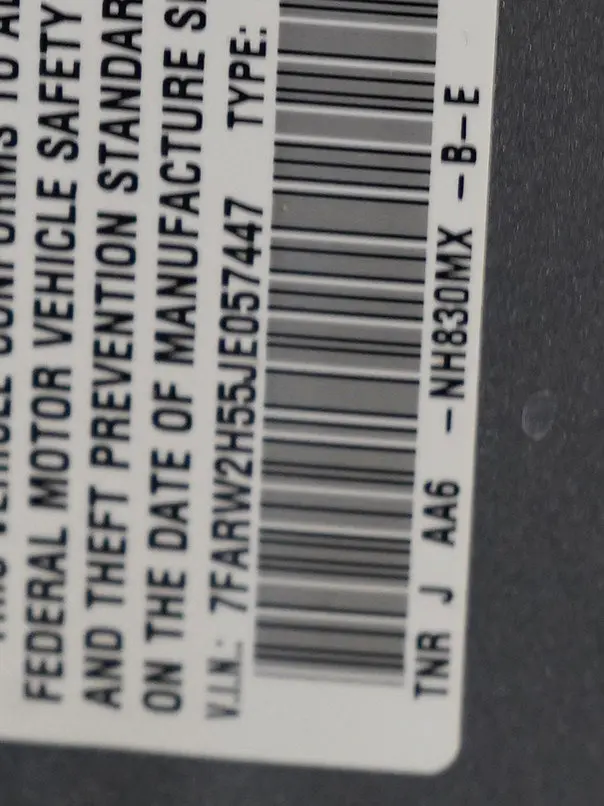 FEDERAL MOTOR VEHICLE SAFETY
AND THEFT PREVENTION STANDAR
ON THE DATE OF MANUFACTURE S
V.I.N.: 7FARW2H55JE057447 TYPE:
TNR J AA6 -NH830MX -B-E